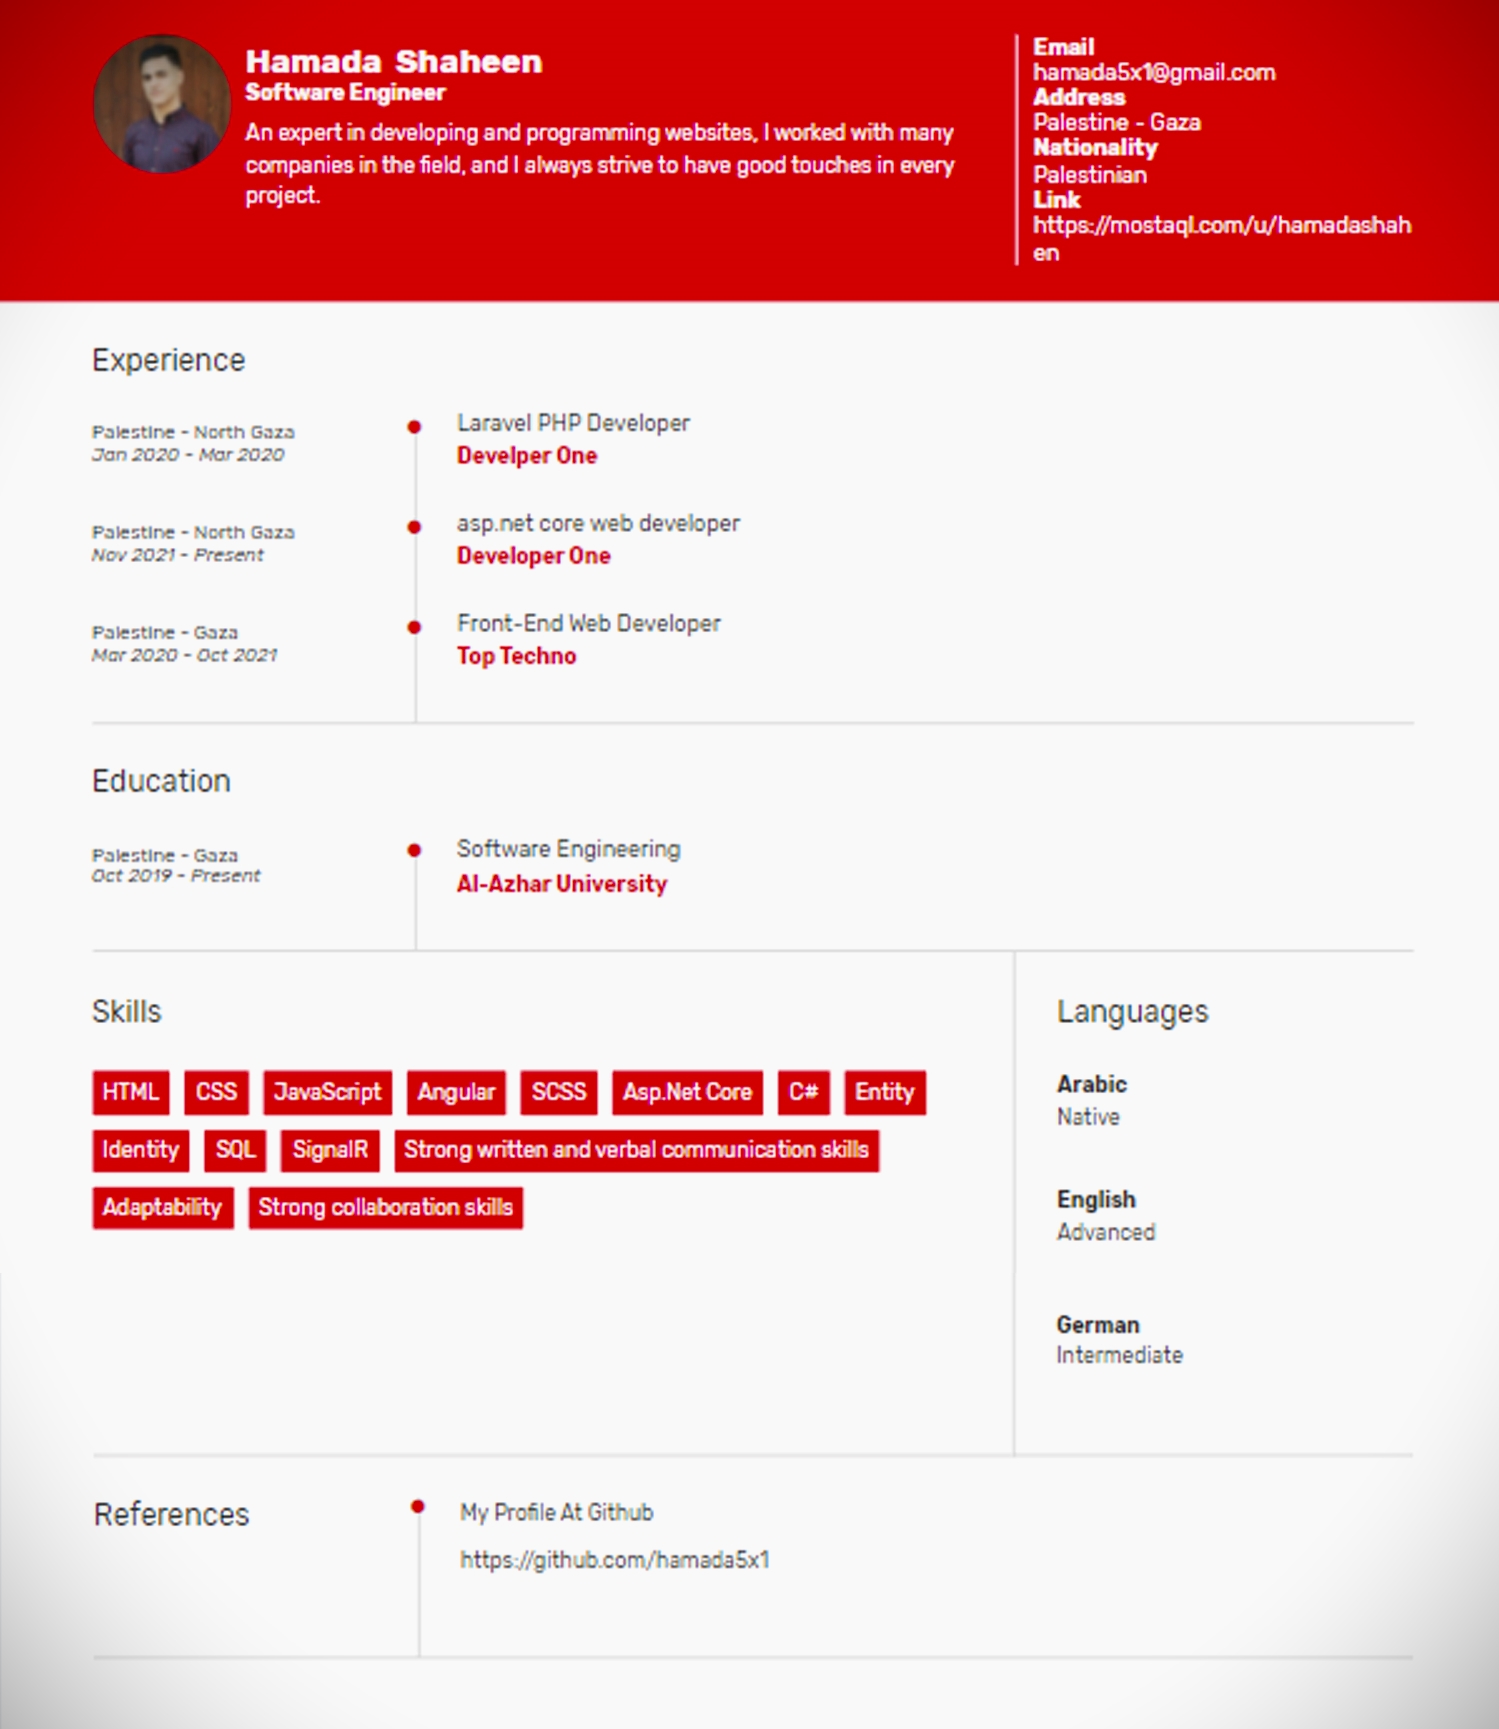 Hamada Shaheen
Software Engineer
An expert in developing and programming websites, I worked with many
companies in the field, and I always strive to have good touches in every
project.
Email
hamada5x1@gmail.com
Address
Palestine - Gaza
Nationality
Palestinian
Link
https://mostaql.com/u/hamadashah
en
Experience
Palestine - North Gaza
Jan 2020 - Mar 2020
Laravel PHP Developer
Develper One
Palestine - North Gaza
Nov 2021 - Present
asp.net core web developer
Developer One
Palestine - Gaza
Mar 2020 - Oct 2021
Front-End Web Developer
Top Techno
Education
Palestine - Gaza
Oct 2019 - Present
Software Engineering
Al-Azhar University
Skills
HTML CSS JavaScript Angular SCSS Asp.Net Core C# Entity
Identity SQL SignalR Strong written and verbal communication skills
Adaptability Strong collaboration skills
Languages
Arabic
Native
English
Advanced
German
Intermediate
References
My Profile At Github
https://github.com/hamada5x1